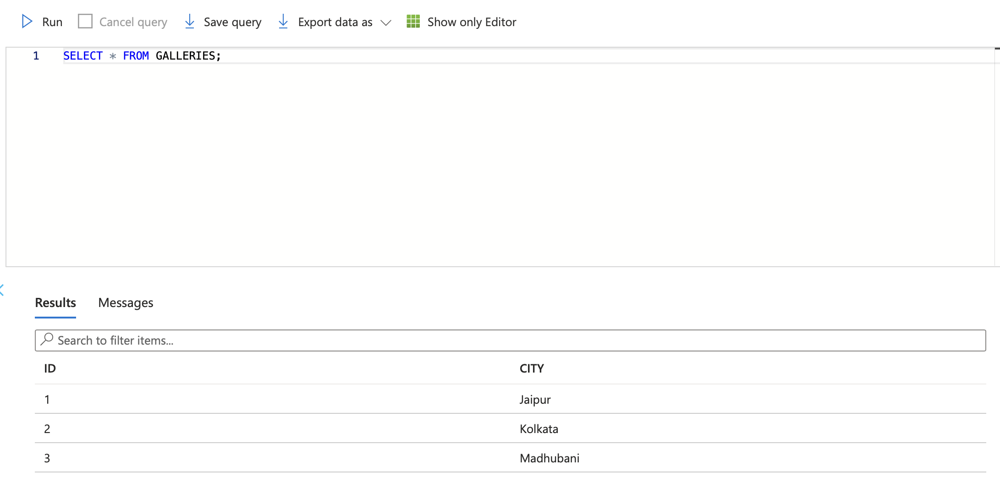 Run Cancel query Save query Export data as Show only Editor
1 SELECT * FROM GALLERIES;
Results Messages
Search to filter items...
ID CITY
1 Jaipur
2 Kolkata
3 Madhubani